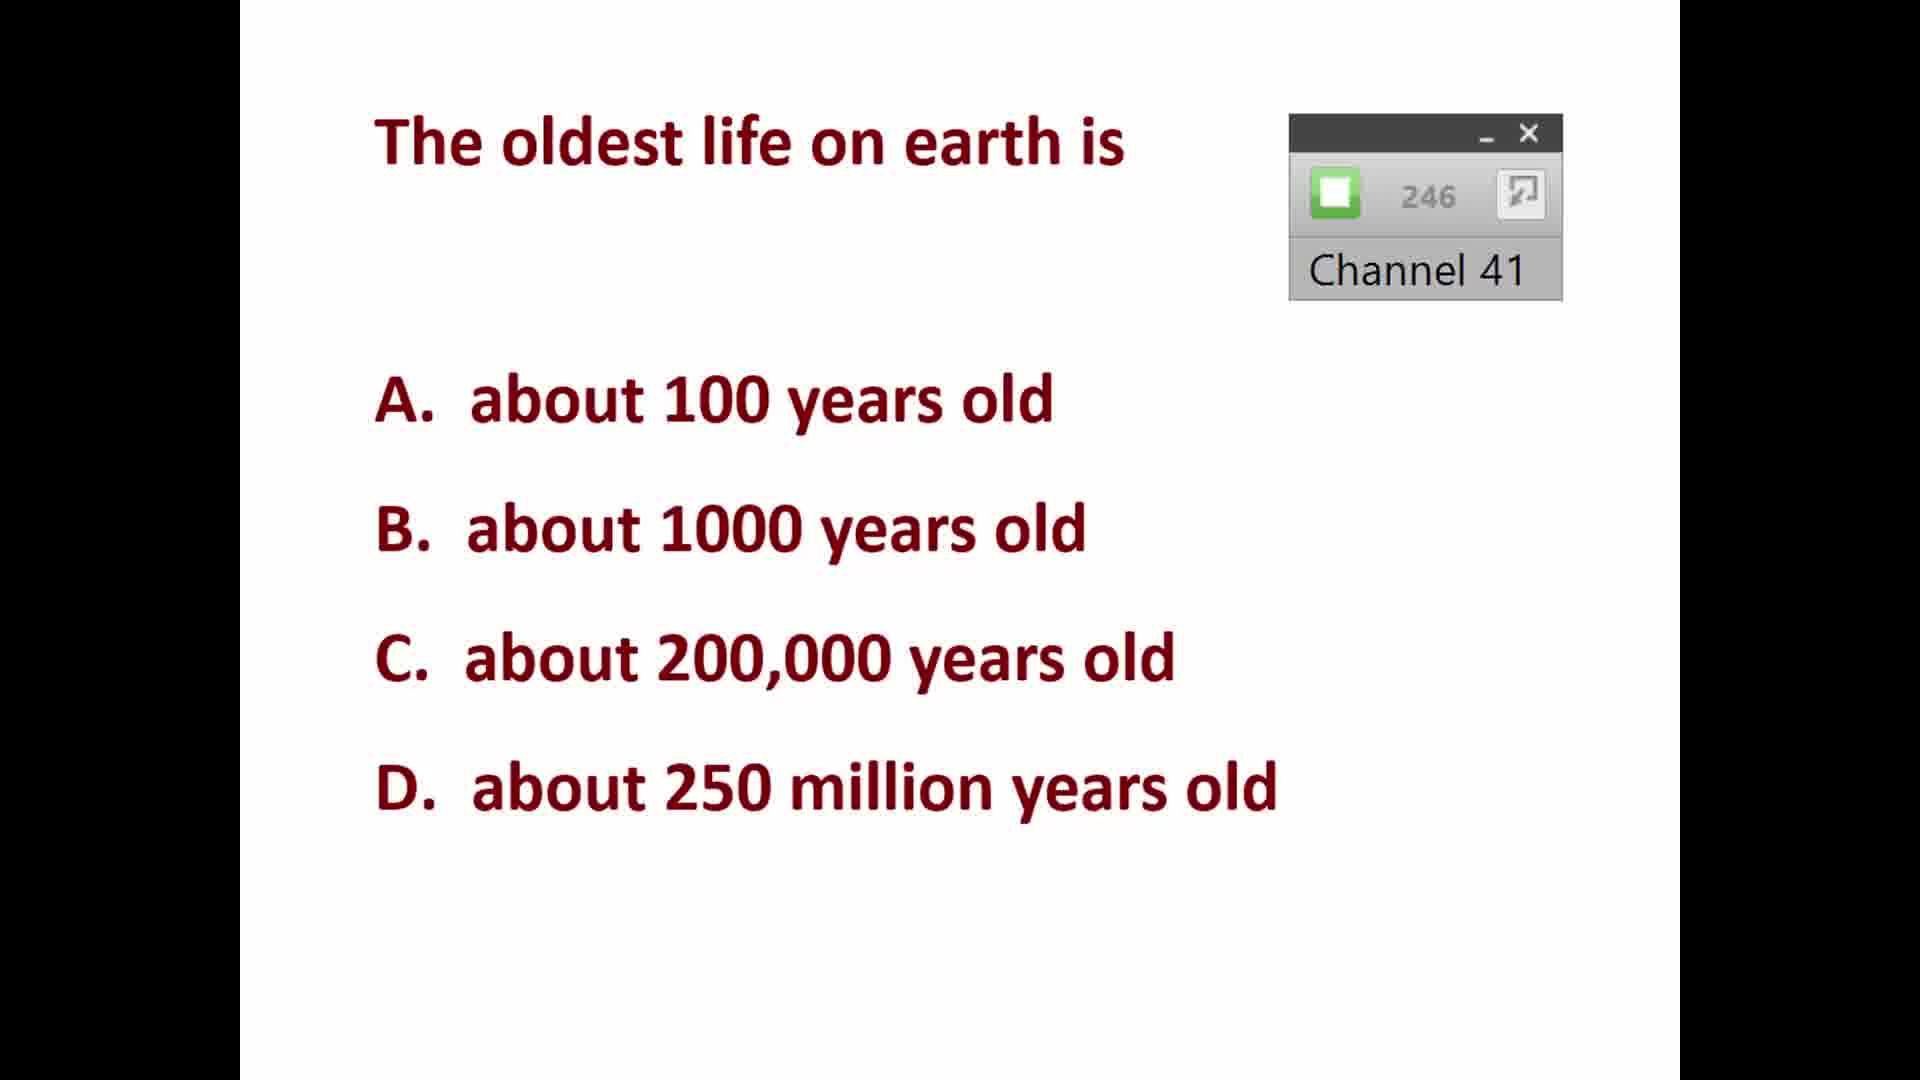 The oldest life on earth is
246
Channel 41
A. about 100 years old
B. about 1000 years old
C. about 200,000 years old
D. about 250 million years old